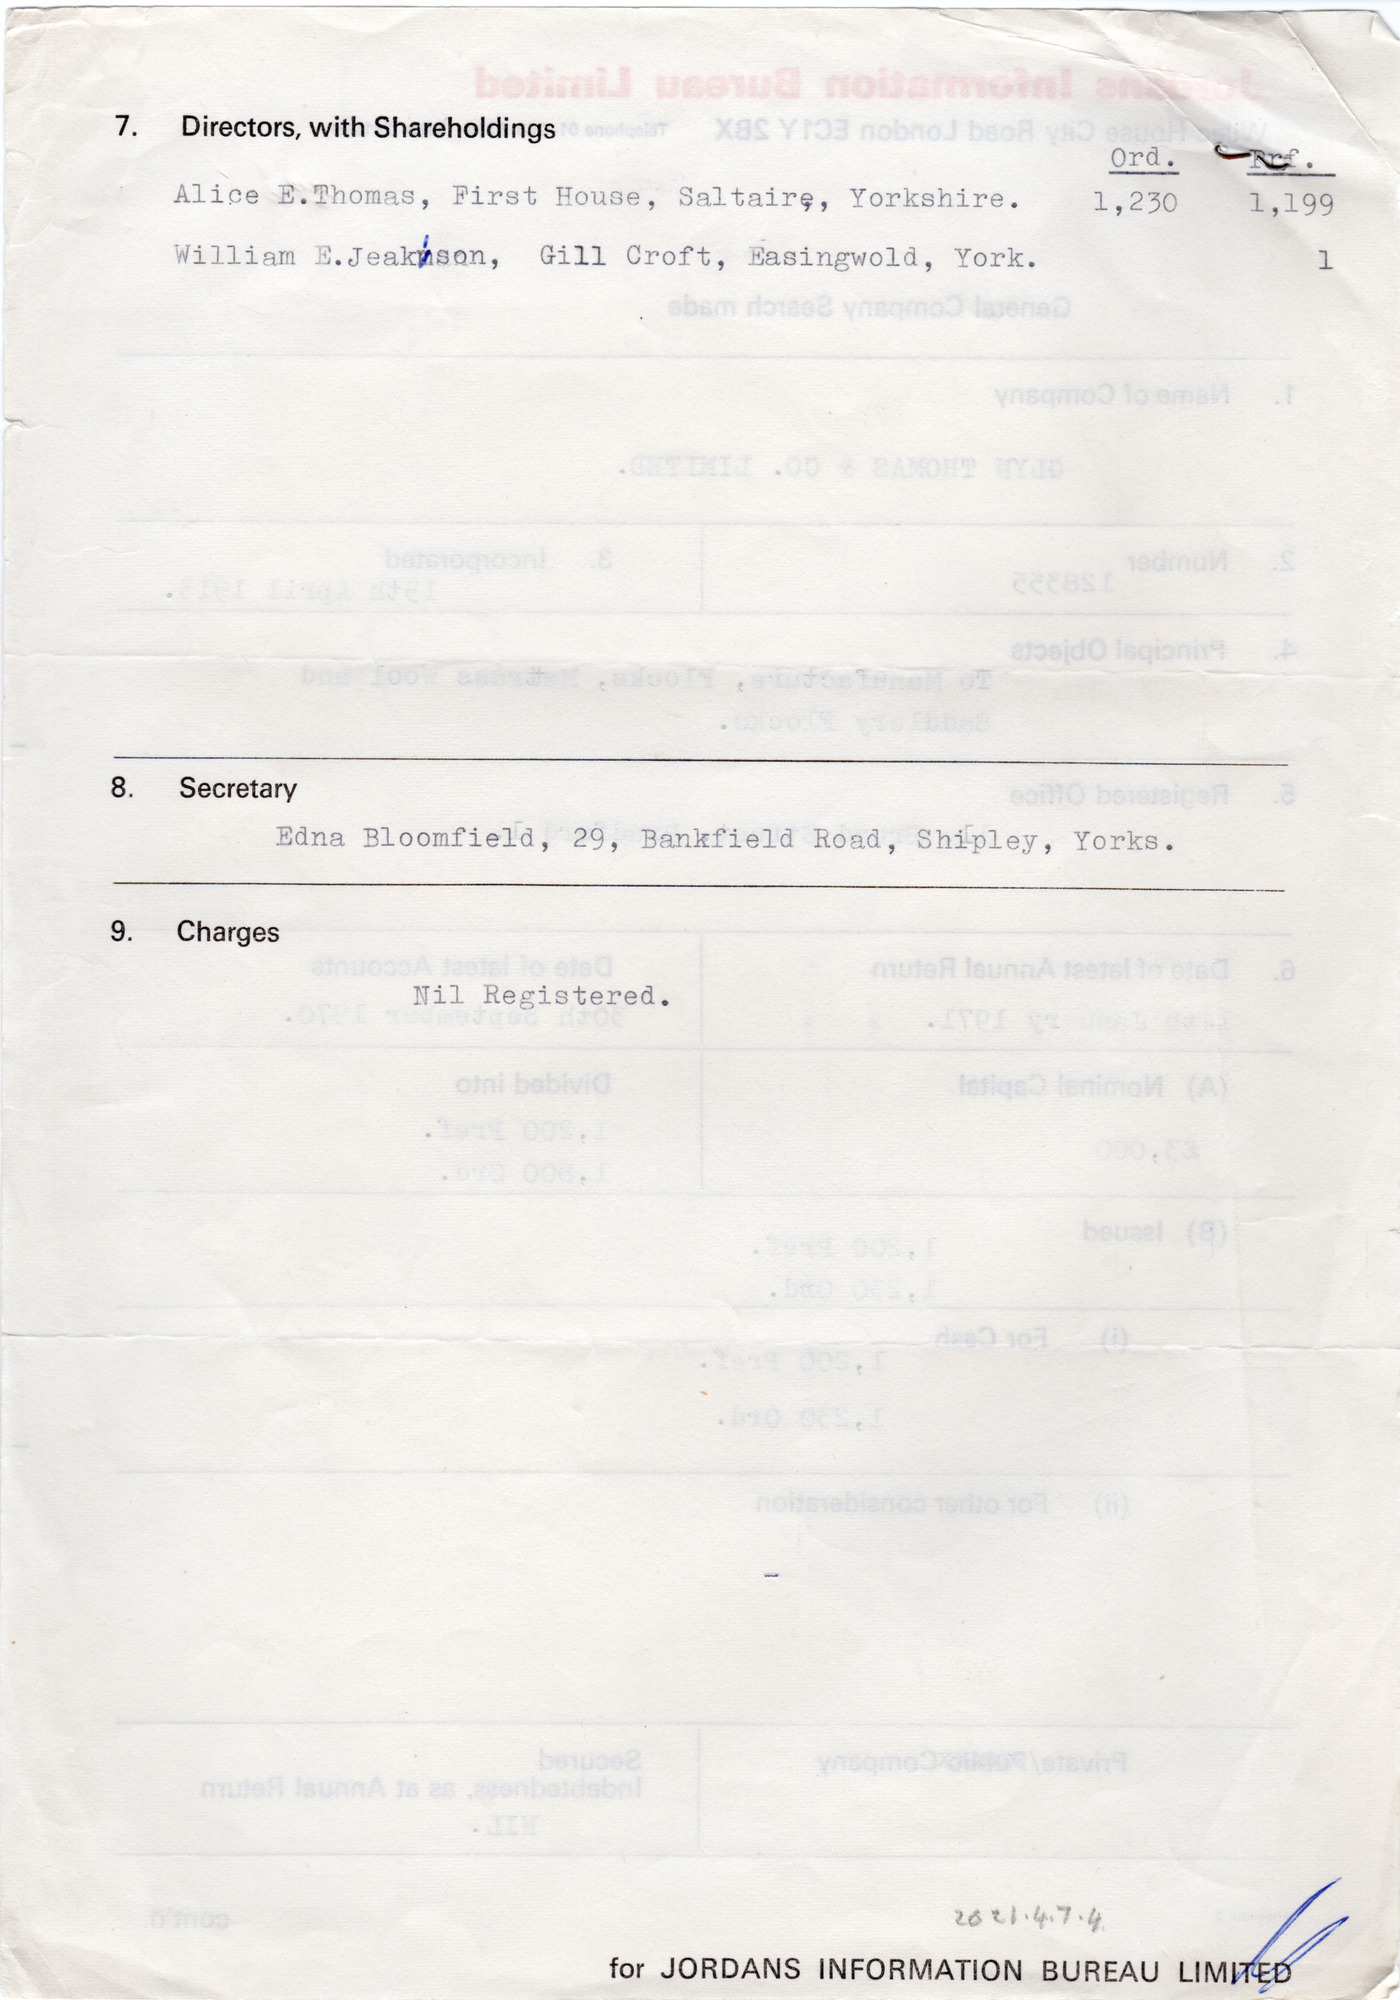 7. Directors, with Shareholdings
Ord. Prf.
Alice E.Thomas, First House, Saltaire, Yorkshire. 1,230 1,199
William E.Jeakinson, Gill Croft, Easingwold, York. 1
8. Secretary
Edna Bloomfield, 29, Bankfield Road, Shipley, Yorks.
9. Charges
Nil Registered.
-
2021.4.7.4
for JORDANS INFORMATION BUREAU LIMITED